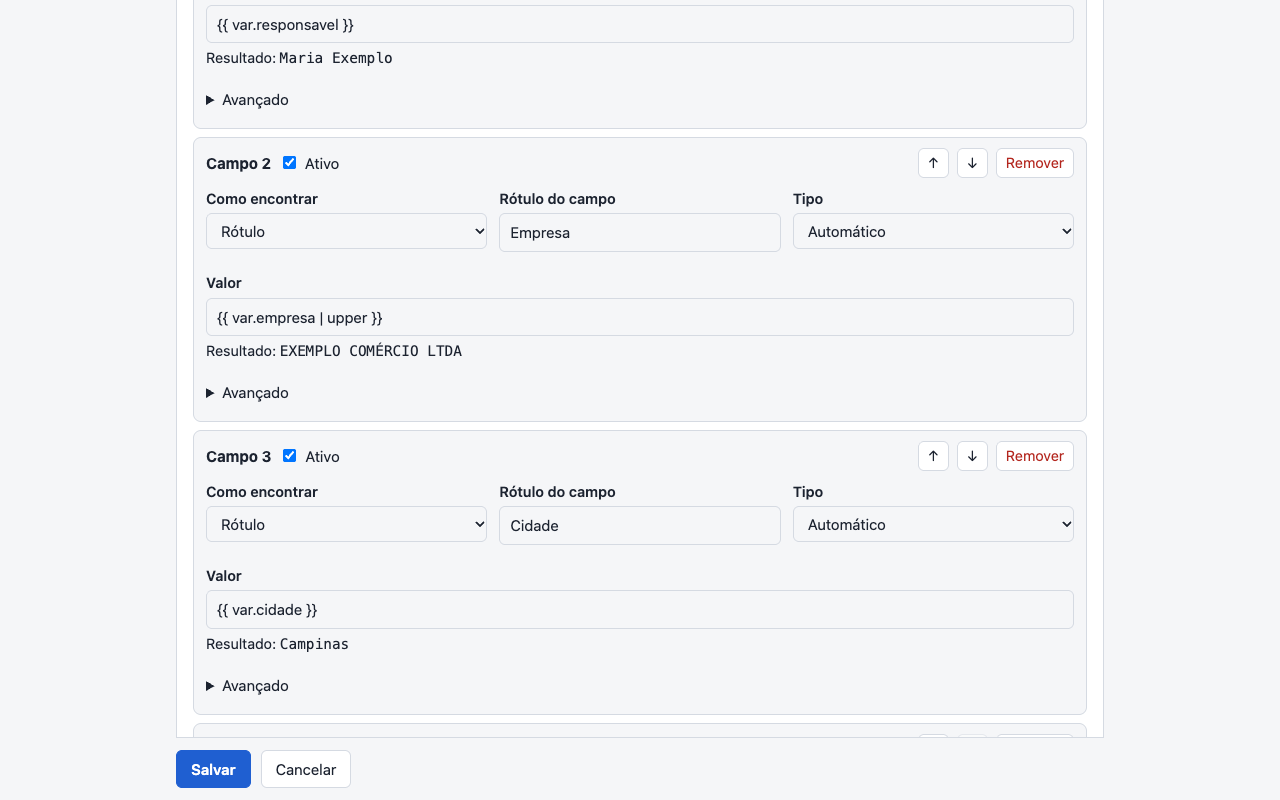 {{ var.responsavel }}
Resultado: Maria Exemplo
Avançado
Campo 2 Ativo ↑ ↓ Remover
Como encontrar Rótulo do campo Tipo
Rótulo Empresa Automático
Valor
{{ var.empresa | upper }}
Resultado: EXEMPLO COMÉRCIO LTDA
Avançado
Campo 3 Ativo ↑ ↓ Remover
Como encontrar Rótulo do campo Tipo
Rótulo Cidade Automático
Valor
{{ var.cidade }}
Resultado: Campinas
Avançado
Salvar Cancelar